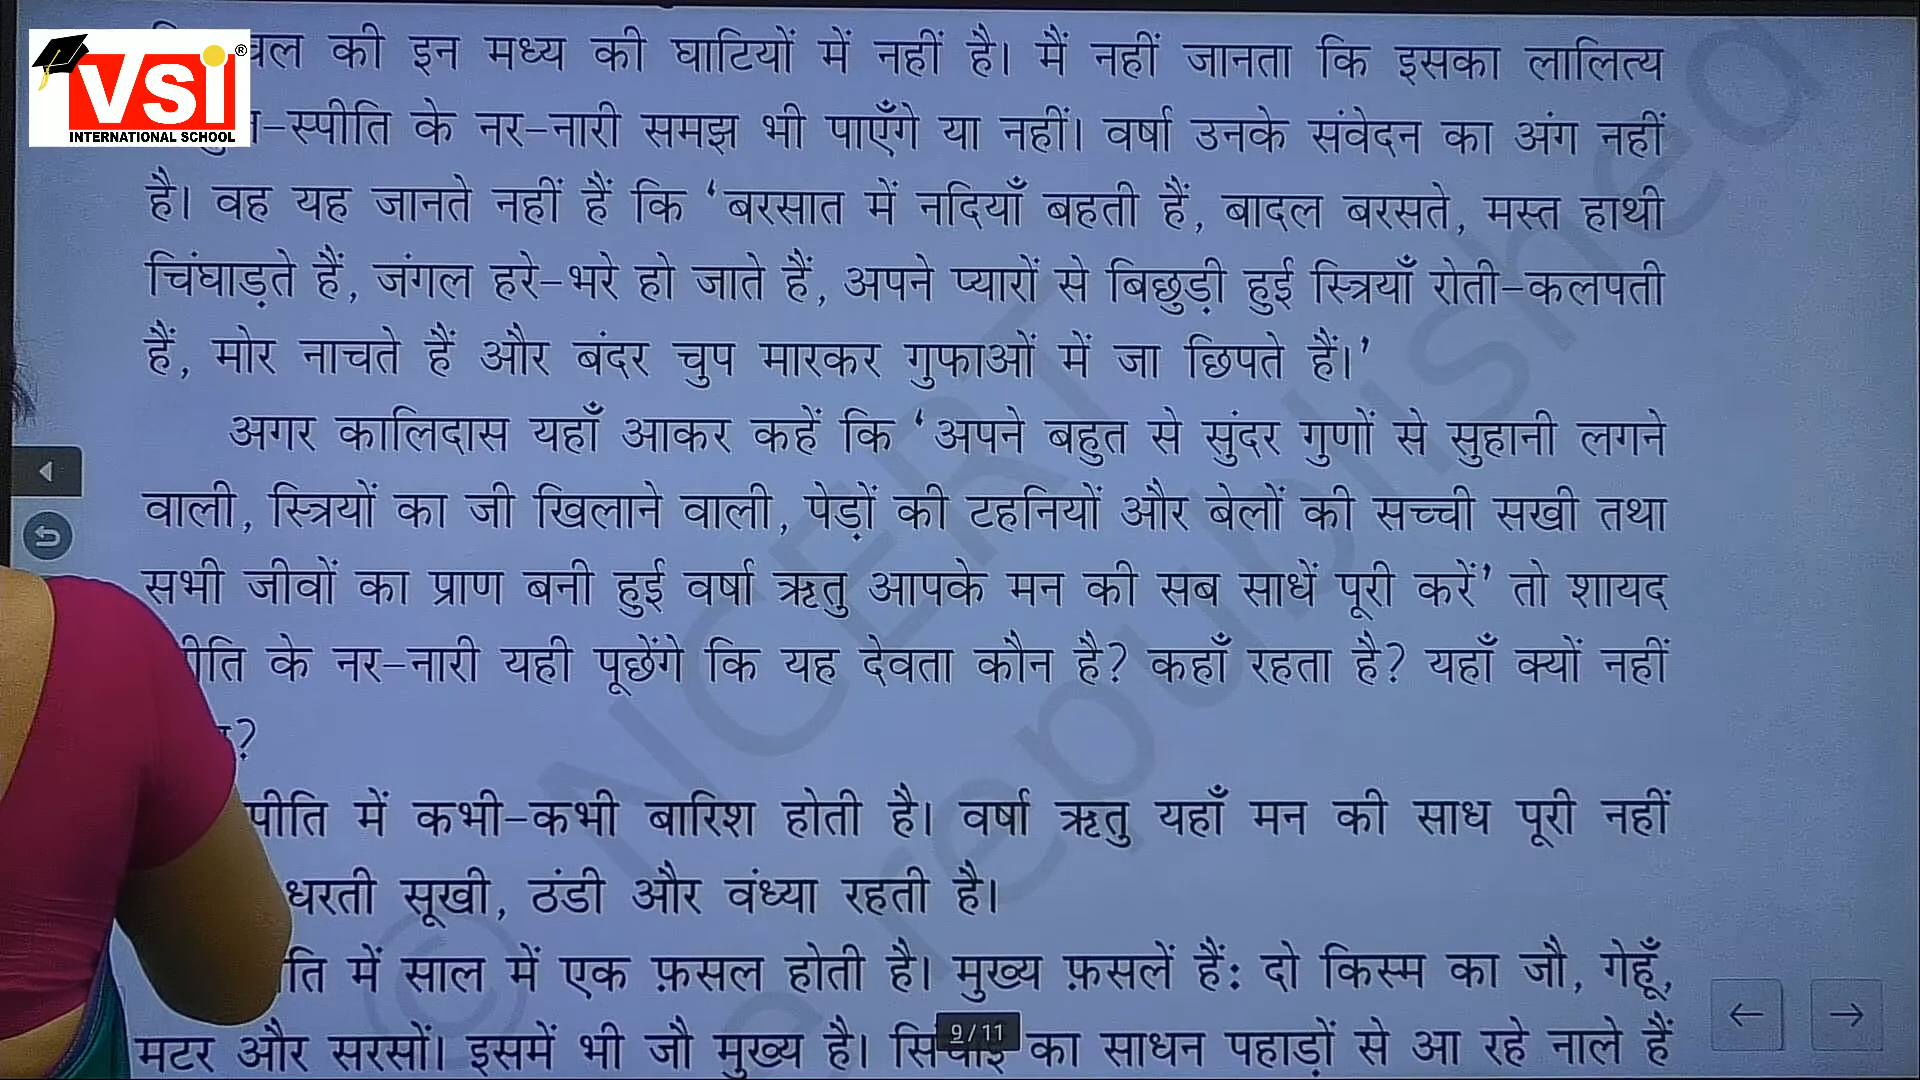 VSI®
INTERNATIONAL SCHOOL
की इन मध्य की घाटियों में नहीं है। मैं नहीं जानता कि इसका लालित्य
स्पीति के नर-नारी समझ भी पाएँगे या नहीं। वर्षा उनके संवेदन का अंग नहीं
है। वह यह जानते नहीं हैं कि ‘बरसात में नदियाँ बहती हैं, बादल बरसते, मस्त हाथी
चिंघाड़ते हैं, जंगल हरे-भरे हो जाते हैं, अपने प्यारों से बिछुड़ी हुई स्त्रियाँ रोती-कलपती
हैं, मोर नाचते हैं और बंदर चुप मारकर गुफाओं में जा छिपते हैं।’
अगर कालिदास यहाँ आकर कहें कि ‘अपने बहुत से सुंदर गुणों से सुहानी लगने
वाली, स्त्रियों का जी खिलाने वाली, पेड़ों की टहनियों और बेलों की सच्ची सखी तथा
सभी जीवों का प्राण बनी हुई वर्षा ऋतु आपके मन की सब साधें पूरी करें’ तो शायद
के नर-नारी यही पूछेंगे कि यह देवता कौन है? कहाँ रहता है? यहाँ क्यों नहीं
?
में कभी-कभी बारिश होती है। वर्षा ऋतु यहाँ मन की साध पूरी नहीं
धरती सूखी, ठंडी और वंध्या रहती है।
में साल में एक फ़सल होती है। मुख्य फ़सलें हैं: दो किस्म का जौ, गेहूँ,
मटर और सरसों। इसमें भी जौ मुख्य है। सिंचाई का साधन पहाड़ों से आ रहे नाले हैं
9/11
© NCERT
republished